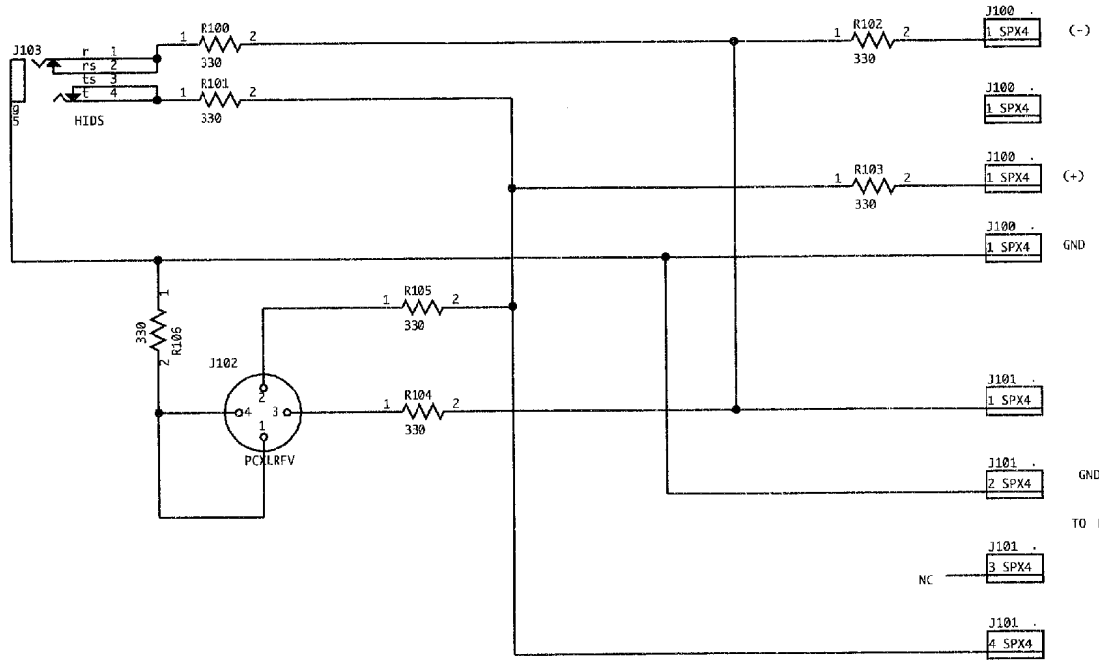 J103
r 1
rs 2
ts 3
t 4
g
5
HIDS
1 R100 2
330
1 R101 2
330
1 R102 2
330
J100 .
1 SPX4
(-)
J100 .
1 SPX4
1 R103 2
330
J100 .
1 SPX4
(+)
J100 .
1 SPX4
GND
1
330
R106
2
1 R105 2
330
J102
2
4 3
1
PCXLRFV
1 R104 2
330
J101 .
1 SPX4
J101 .
2 SPX4
GND
TO
J101 .
3 SPX4
NC
J101 .
4 SPX4